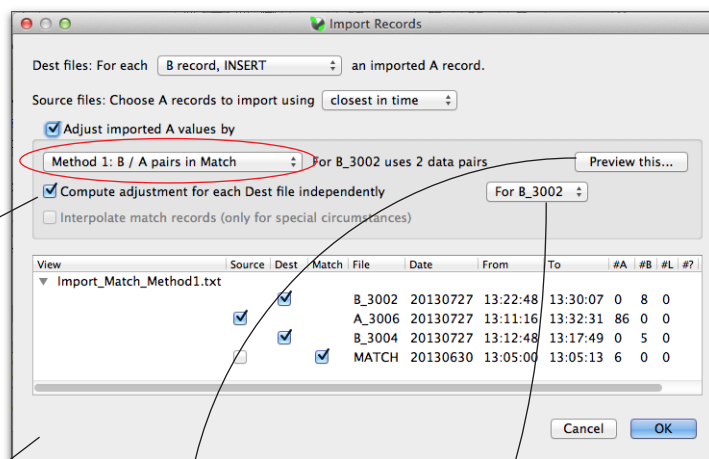 Import Records
Dest files: For each B record, INSERT an imported A record.
Source files: Choose A records to import using closest in time
Adjust imported A values by
Method 1: B / A pairs in Match For B_3002 uses 2 data pairs Preview this...
Compute adjustment for each Dest file independently For B_3002
Interpolate match records (only for special circumstances)
View Source Dest Match File Date From To #A #B #L #?
Import_Match_Method1.txt
B_3002 20130727 13:22:48 13:30:07 0 8 0
A_3006 20130727 13:11:16 13:32:31 86 0 0
B_3004 20130727 13:12:48 13:17:49 0 5 0
MATCH 20130630 13:05:00 13:05:13 6 0 0
Cancel OK